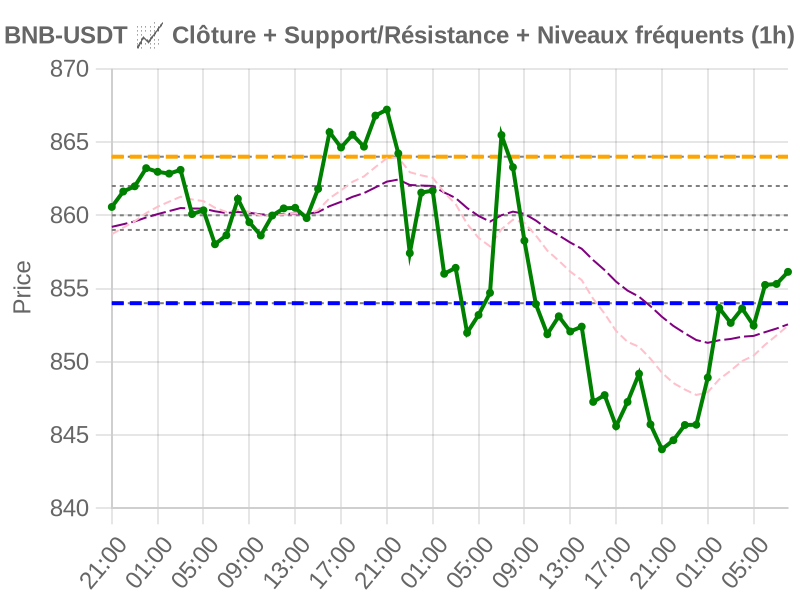 BNB-USDT 📈 Clôture + Support/Résistance + Niveaux fréquents (1h)
870
865
860
855
850
845
840
Price
21:00 01:00 05:00 09:00 13:00 17:00 21:00 01:00 05:00 09:00 13:00 17:00 21:00 01:00 05:00